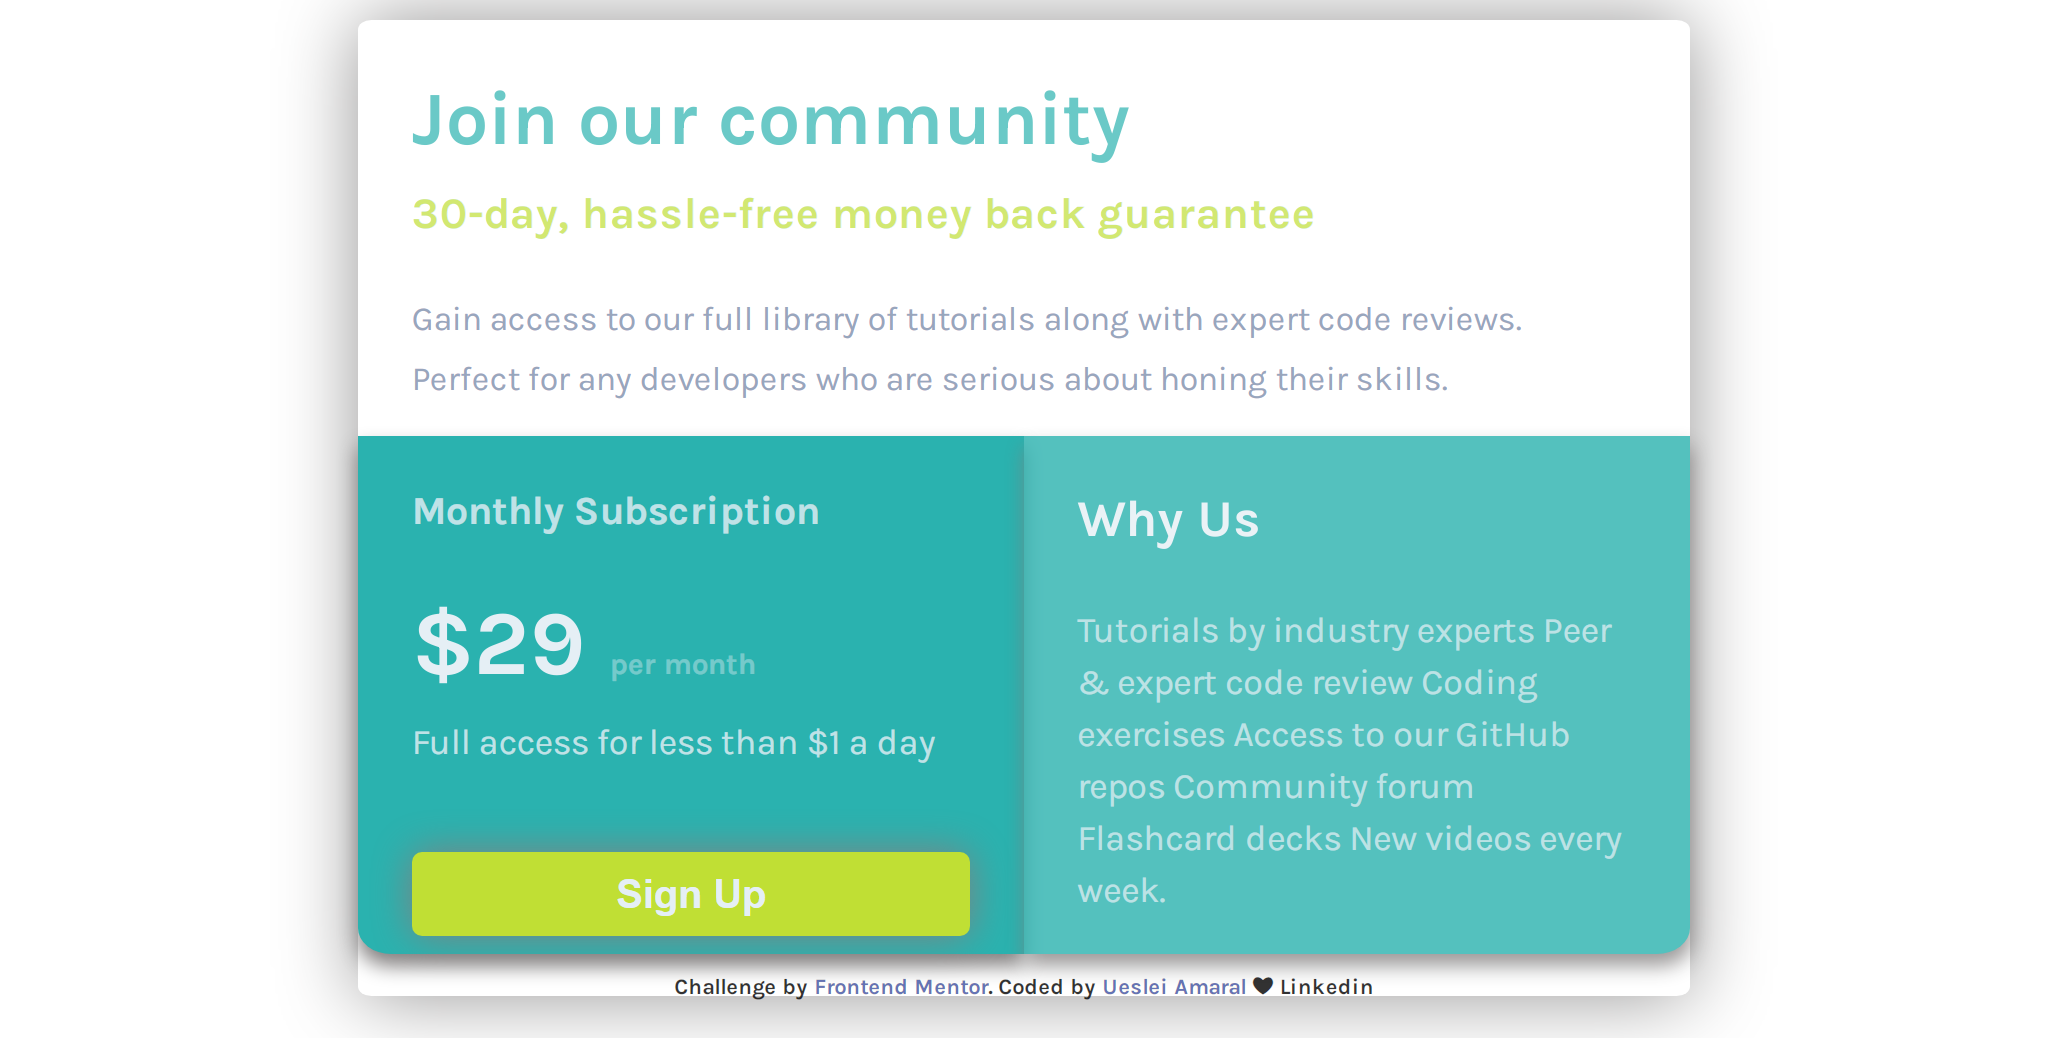 Join our community
30-day, hassle-free money back guarantee
Gain access to our full library of tutorials along with expert code reviews.
Perfect for any developers who are serious about honing their skills.
Monthly Subscription
$29 per month
Full access for less than $1 a day
Sign Up
Why Us
Tutorials by industry experts Peer
& expert code review Coding
exercises Access to our GitHub
repos Community forum
Flashcard decks New videos every
week.
Challenge by Frontend Mentor. Coded by Ueslei Amaral 🖤 Linkedin